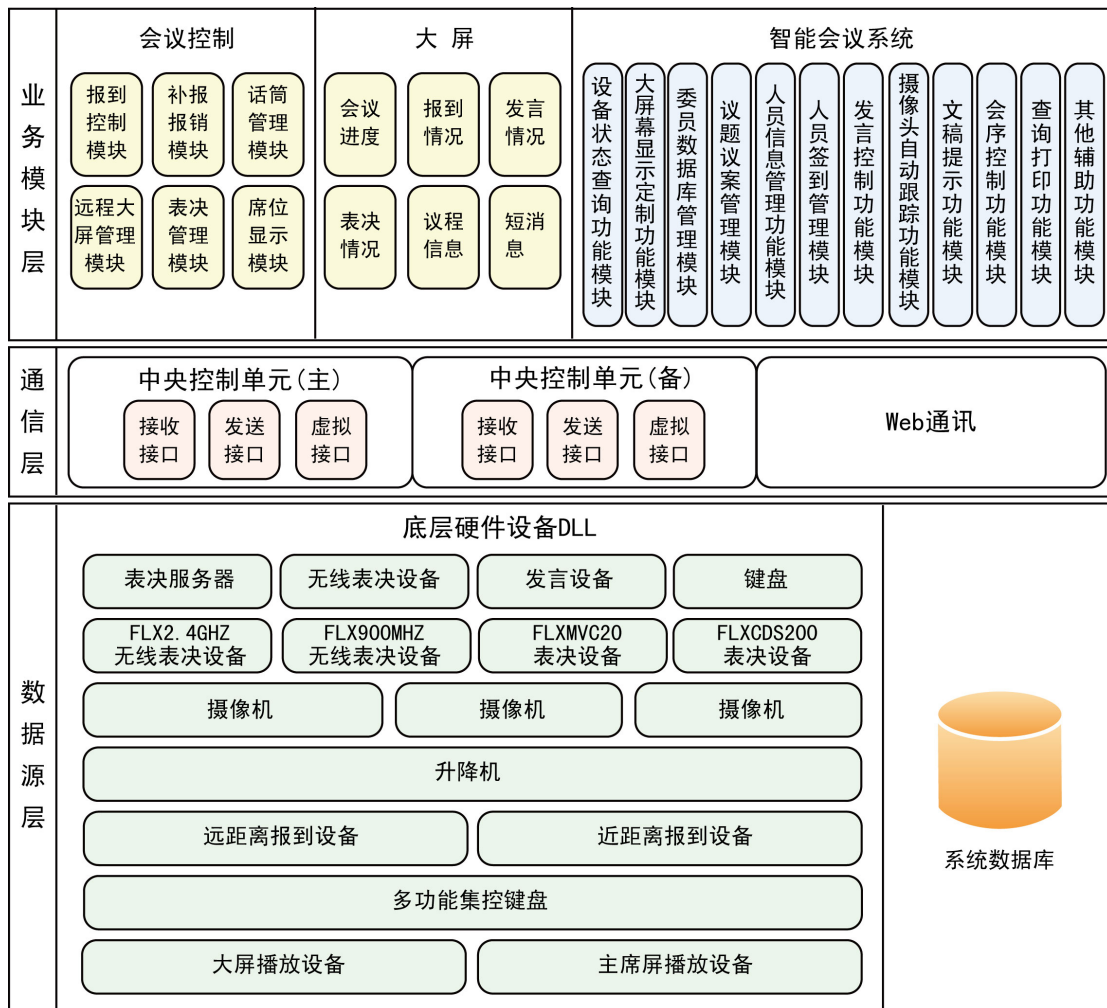 业务模块层
会议控制
报到
控制
模块
补报
报销
模块
话筒
管理
模块
远程大
屏管理
模块
表决
管理
模块
席位
显示
模块
大 屏
会议
进度
报到
情况
发言
情况
表决
情况
议程
信息
短消
息
智能会议系统
设备状态查询功能模块
大屏幕显示定制功能模块
委员数据库管理模块
议题议案管理模块
人员信息管理功能模块
人员签到管理模块
发言控制功能模块
摄像头自动跟踪功能模块
文稿提示功能模块
会序控制功能模块
查询打印功能模块
其他辅助功能模块
通信层
中央控制单元(主)
接收
接口
发送
接口
虚拟
接口
中央控制单元(备)
接收
接口
发送
接口
虚拟
接口
Web通讯
数据源层
底层硬件设备DLL
表决服务器
无线表决设备
发言设备
键盘
FLX2.4GHZ
无线表决设备
FLX900MHZ
无线表决设备
FLXMVC20
表决设备
FLXCDS200
表决设备
摄像机
摄像机
摄像机
升降机
远距离报到设备
近距离报到设备
多功能集控键盘
大屏播放设备
主席屏播放设备
系统数据库